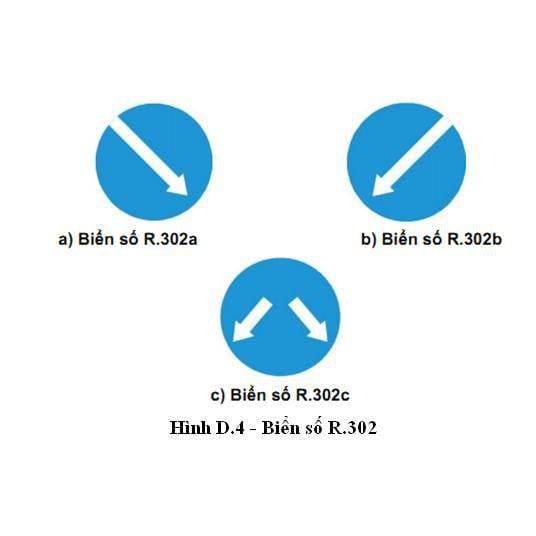 a) Biển số R.302a
b) Biển số R.302b
c) Biển số R.302c
Hình D.4 - Biển số R.302